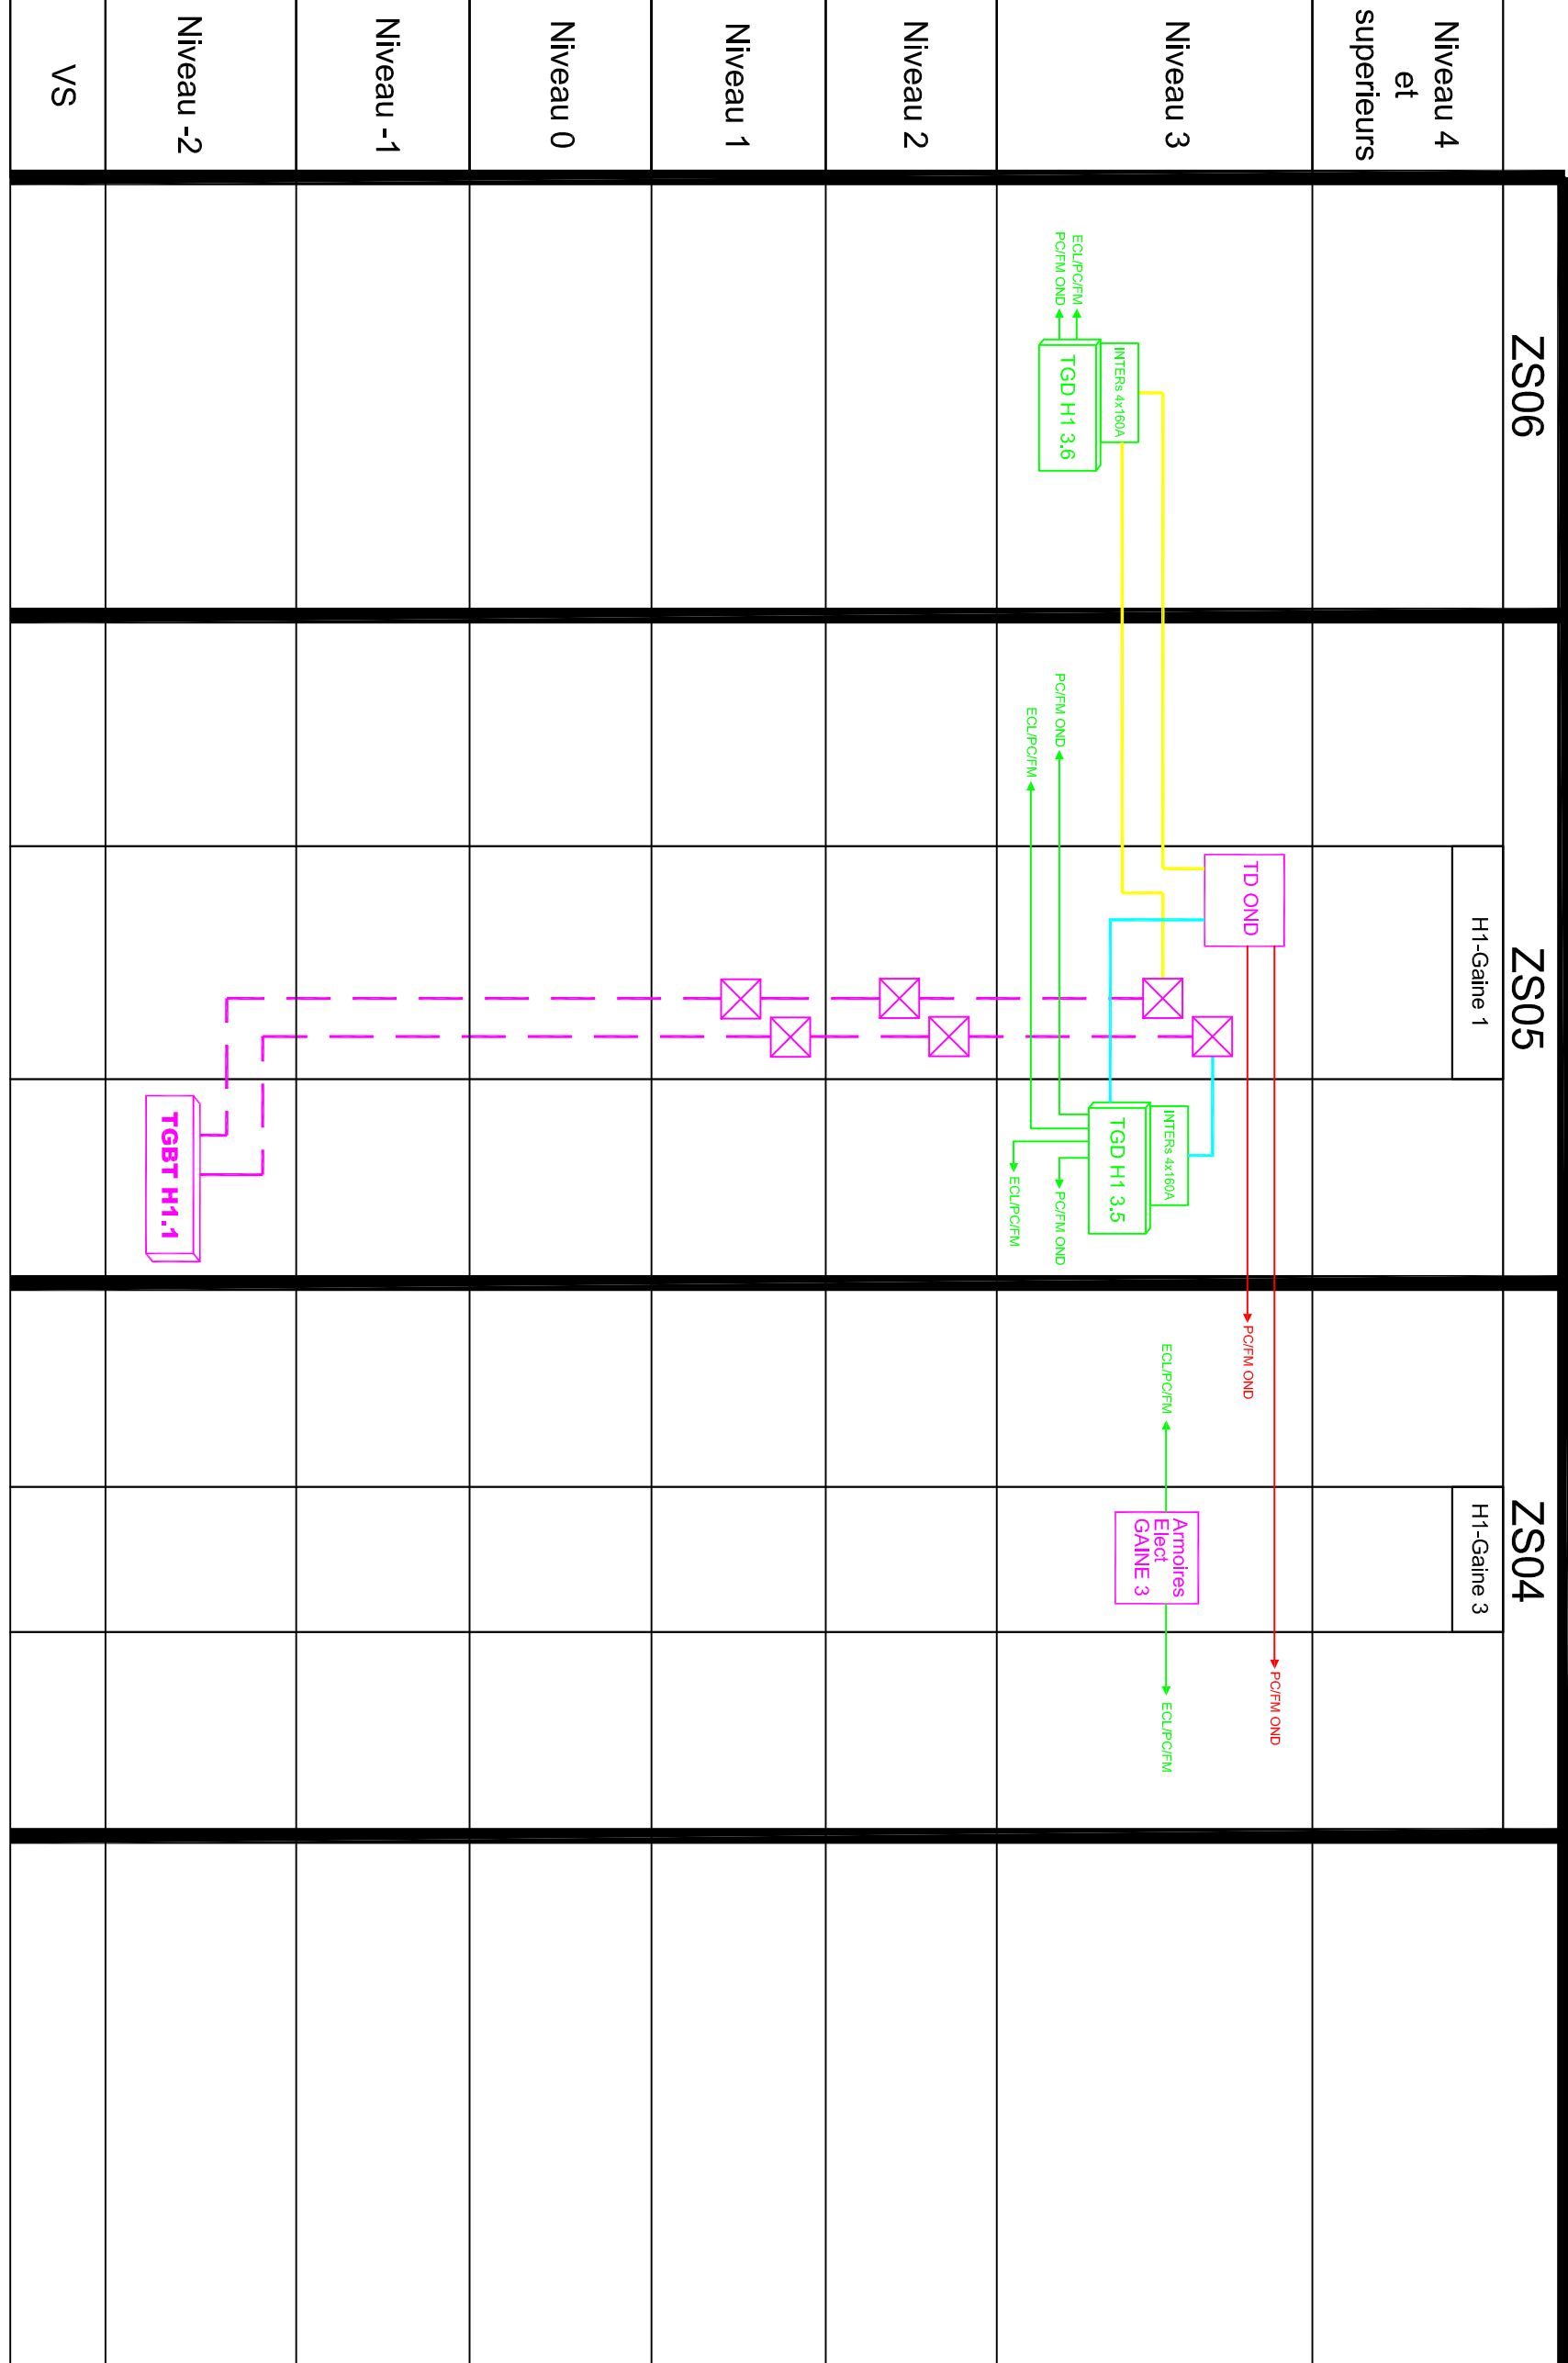 ZS06
ZS05
ZS04
H1-Gaine 1
H1-Gaine 3
Niveau 4
et
superieurs
Niveau 3
TD OND
PC/FM OND
PC/FM OND
INTERs 4x160A
TGD H1 3.6
ECL/PC/FM
PC/FM OND
INTERs 4x160A
TGD H1 3.5
PC/FM OND
ECL/PC/FM
PC/FM OND
ECL/PC/FM
ECL/PC/FM
Armoires
Elect
GAINE 3
ECL/PC/FM
Niveau 2
Niveau 1
Niveau 0
Niveau -1
Niveau -2
TGBT H1.1
VS